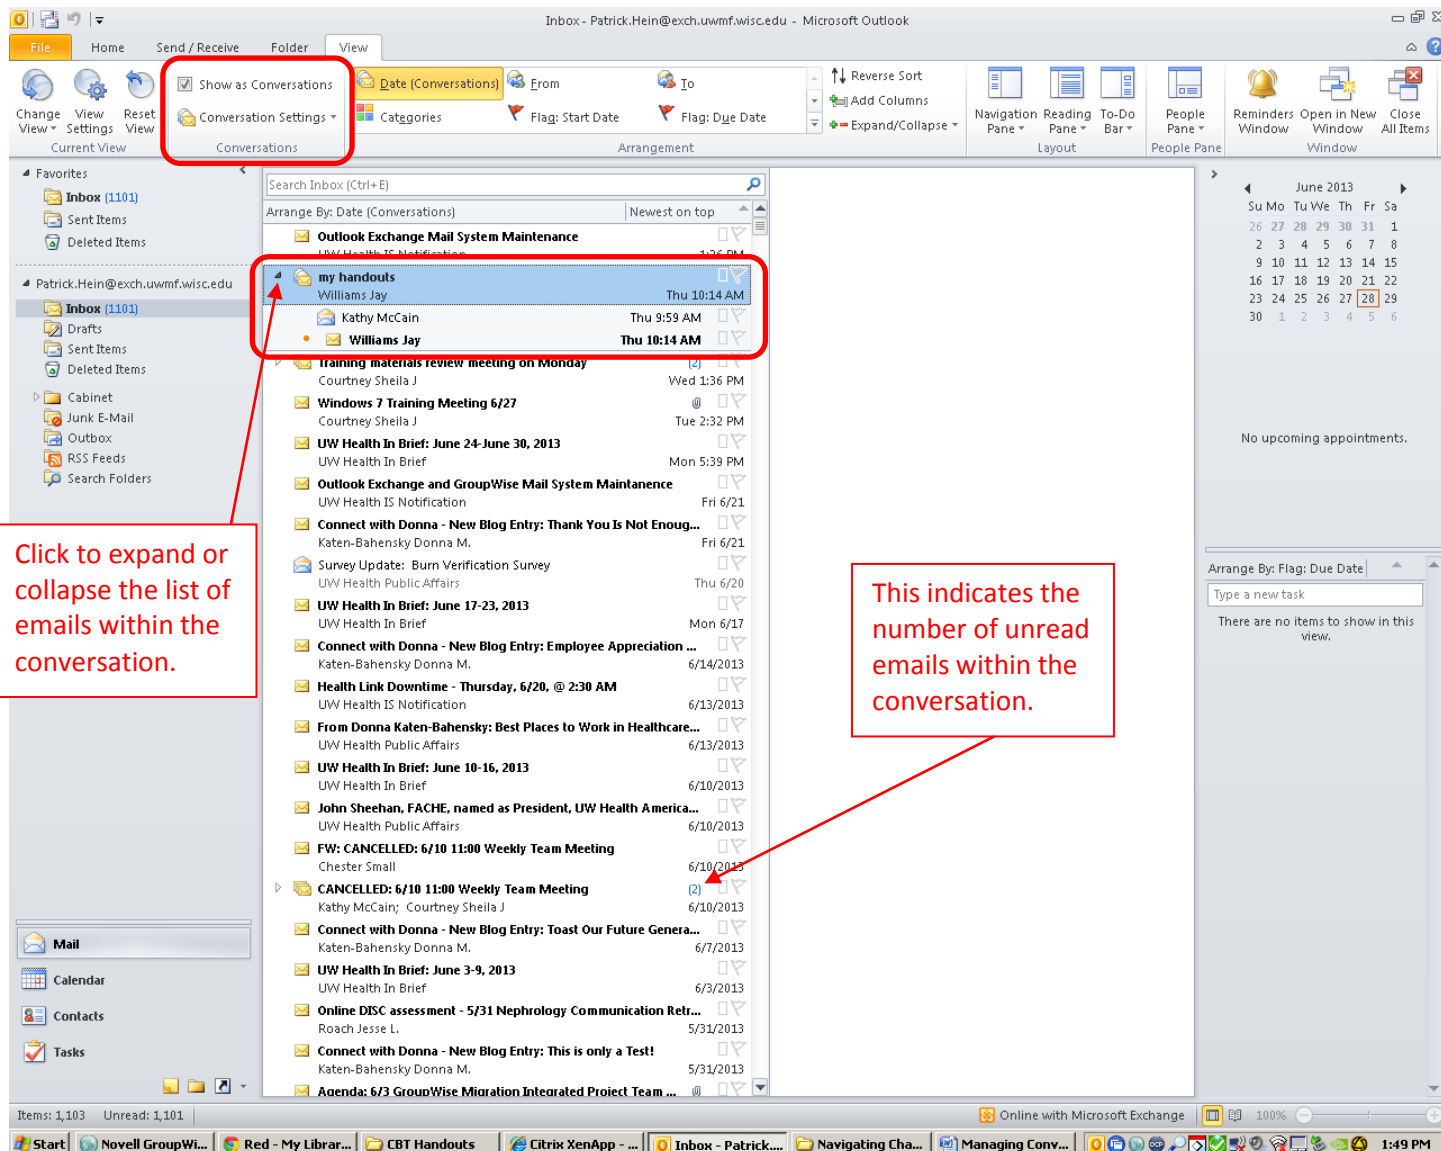 Inbox - Patrick.Hein@exch.uwmf.wisc.edu - Microsoft Outlook
File Home Send / Receive Folder View
Change View View Settings Reset View
Current View
Show as Conversations
Conversation Settings
Conversations
Date (Conversations) From To
Categories Flag: Start Date Flag: Due Date
Reverse Sort
Add Columns
Expand/Collapse
Arrangement
Navigation Pane Reading Pane To-Do Bar
Layout
People Pane
People Pane
Reminders Window Open in New Window Close All Items
Window
Favorites
Inbox (1101)
Sent Items
Deleted Items
Patrick.Hein@exch.uwmf.wisc.edu
Inbox (1101)
Drafts
Sent Items
Deleted Items
Cabinet
Junk E-Mail
Outbox
RSS Feeds
Search Folders
Click to expand or
collapse the list of
emails within the
conversation.
Mail
Calendar
Contacts
Tasks
Search Inbox (Ctrl+E)
Arrange By: Date (Conversations) Newest on top
Outlook Exchange Mail System Maintenance
UW Health IS Notification 1:36 PM
my handouts
Williams Jay Thu 10:14 AM
Kathy McCain Thu 9:59 AM
Williams Jay Thu 10:14 AM
Training materials review meeting on Monday (2)
Courtney Sheila J Wed 1:36 PM
Windows 7 Training Meeting 6/27
Courtney Sheila J Tue 2:32 PM
UW Health In Brief: June 24-June 30, 2013
UW Health In Brief Mon 5:39 PM
Outlook Exchange and GroupWise Mail System Maintanence
UW Health IS Notification Fri 6/21
Connect with Donna - New Blog Entry: Thank You Is Not Enoug...
Katen-Bahensky Donna M. Fri 6/21
Survey Update: Burn Verification Survey
UW Health Public Affairs Thu 6/20
UW Health In Brief: June 17-23, 2013
UW Health In Brief Mon 6/17
Connect with Donna - New Blog Entry: Employee Appreciation ...
Katen-Bahensky Donna M. 6/14/2013
Health Link Downtime - Thursday, 6/20, @ 2:30 AM
UW Health IS Notification 6/13/2013
From Donna Katen-Bahensky: Best Places to Work in Healthcare...
UW Health Public Affairs 6/13/2013
UW Health In Brief: June 10-16, 2013
UW Health In Brief 6/10/2013
John Sheehan, FACHE, named as President, UW Health America...
UW Health Public Affairs 6/10/2013
FW: CANCELLED: 6/10 11:00 Weekly Team Meeting
Chester Small 6/10/2013
CANCELLED: 6/10 11:00 Weekly Team Meeting (2)
Kathy McCain; Courtney Sheila J 6/10/2013
Connect with Donna - New Blog Entry: Toast Our Future Genera...
Katen-Bahensky Donna M. 6/7/2013
UW Health In Brief: June 3-9, 2013
UW Health In Brief 6/3/2013
Online DISC assessment - 5/31 Nephrology Communication Retr...
Roach Jesse L. 5/31/2013
Connect with Donna - New Blog Entry: This is only a Test!
Katen-Bahensky Donna M. 5/31/2013
Agenda: 6/3 GroupWise Migration Integrated Project Team ...
This indicates the
number of unread
emails within the
conversation.
June 2013
Su Mo Tu We Th Fr Sa
26 27 28 29 30 31 1
2 3 4 5 6 7 8
9 10 11 12 13 14 15
16 17 18 19 20 21 22
23 24 25 26 27 28 29
30 1 2 3 4 5 6
No upcoming appointments.
Arrange By: Flag: Due Date
Type a new task
There are no items to show in this
view.
Items: 1,103 Unread: 1,101
Online with Microsoft Exchange 100%
Start Novell GroupWi... Red - My Librar... CBT Handouts Citrix XenApp - ... Inbox - Patrick.... Navigating Cha... Managing Conv... 1:49 PM